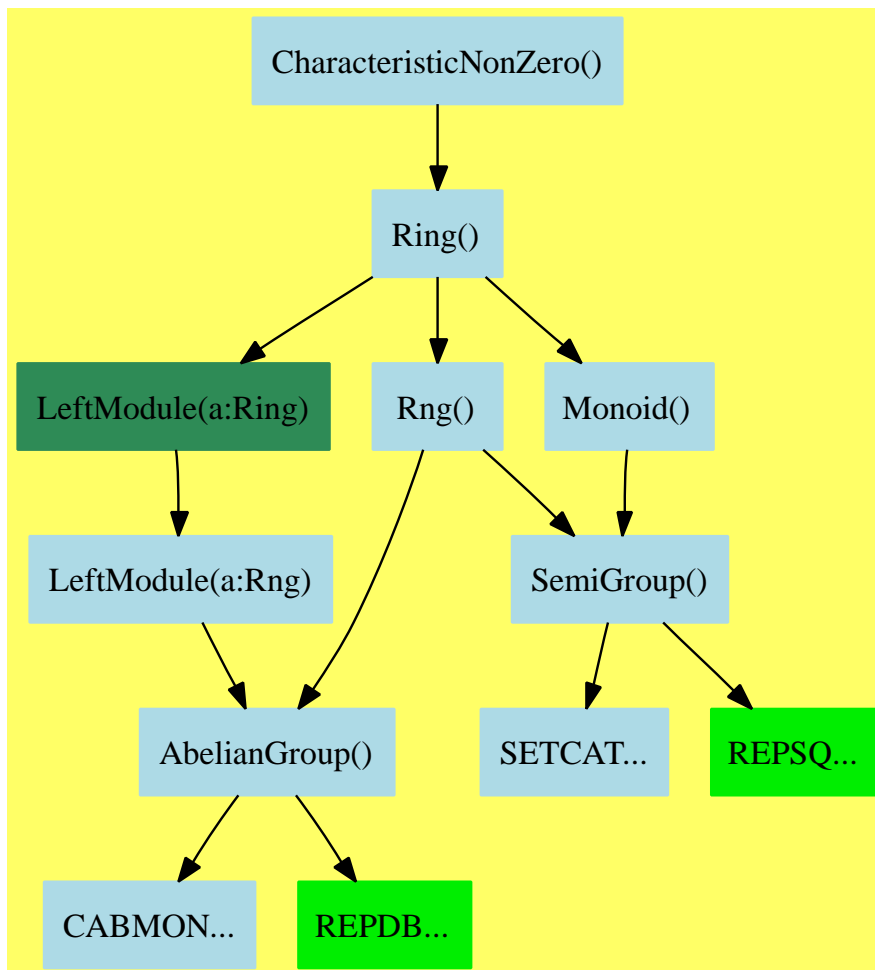 CharacteristicNonZero()
Ring()
LeftModule(a:Ring)
Rng()
Monoid()
LeftModule(a:Rng)
SemiGroup()
AbelianGroup()
SETCAT...
REPSQ...
CABMON...
REPDB...